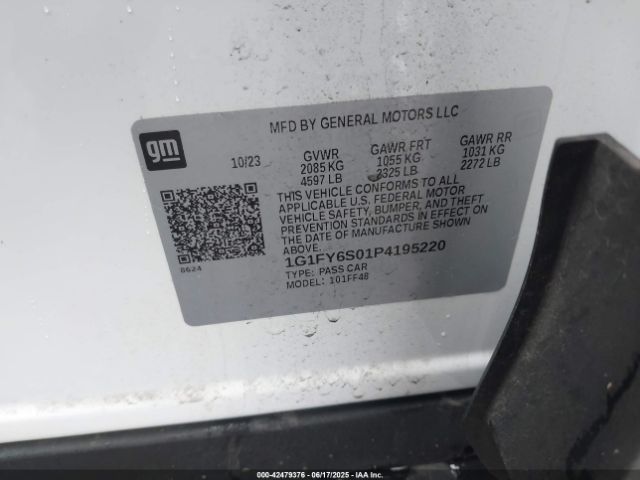 MFD BY GENERAL MOTORS LLC
gm
10/23
GVWR GAWR FRT GAWR RR
2085 KG 1055 KG 1031 KG
4597 LB 2325 LB 2272 LB
THIS VEHICLE CONFORMS TO ALL
APPLICABLE U.S. FEDERAL MOTOR
VEHICLE SAFETY, BUMPER, AND THEFT
PREVENTION STANDARDS IN EFFECT ON
THE DATE OF MANUFACTURE SHOWN
ABOVE.
1G1FY6S01P4195220
8624
TYPE: PASS CAR
MODEL: 101FF48
000-42479376 - 06/17/2025 - IAAI.COM